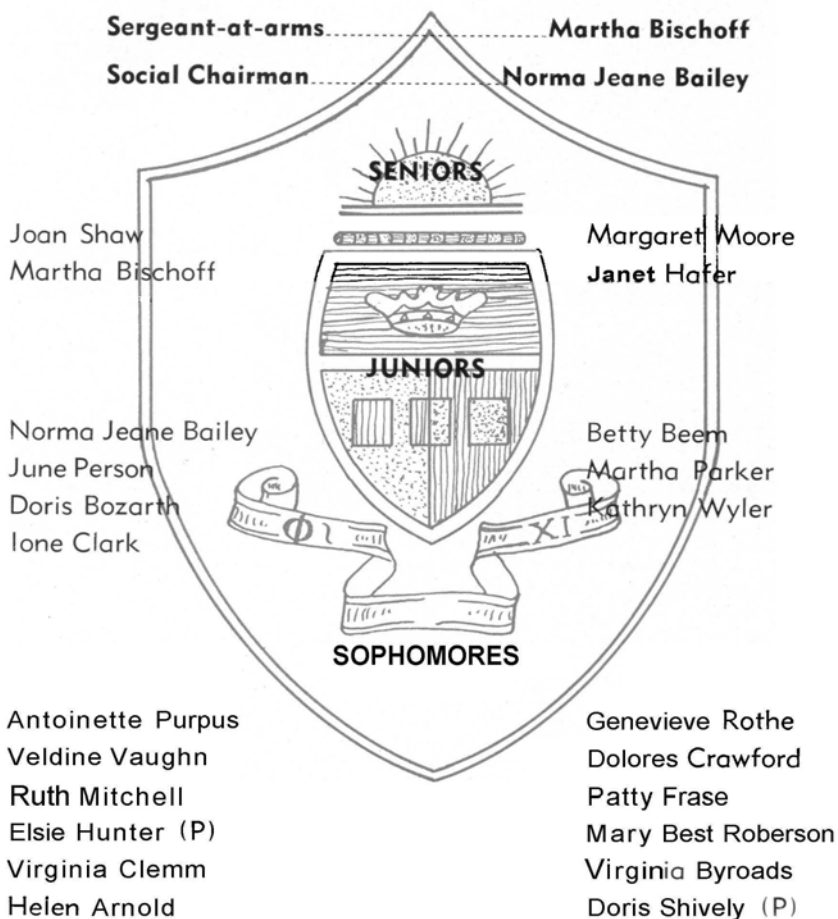 Sergeant-at-arms........................Martha Bischoff
Social Chairman........................Norma Jeane Bailey
SENIORS
Joan Shaw
Martha Bischoff
Margaret Moore
Janet Hafer
JUNIORS
Norma Jeane Bailey
June Person
Doris Bozarth
Ione Clark
Betty Beem
Martha Parker
Kathryn Wyler
Φ XI
SOPHOMORES
Antoinette Purpus
Veldine Vaughn
Ruth Mitchell
Elsie Hunter (P)
Virginia Clemm
Helen Arnold
Genevieve Rothe
Dolores Crawford
Patty Frase
Mary Best Roberson
Virginia Byroads
Doris Shively (P)